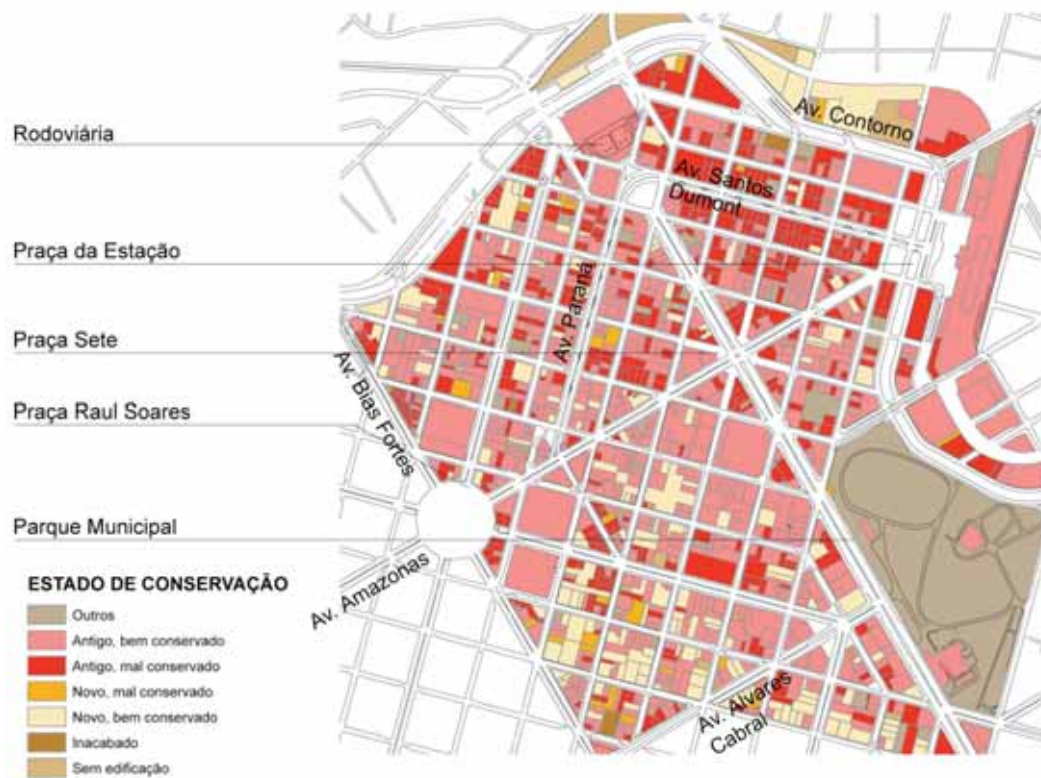 Rodoviária
Praça da Estação
Praça Sete
Praça Raul Soares
Parque Municipal
Av. Contorno
Av. Santos
Dumont
Av. Paraná
Av. Bias Fortes
Av. Amazonas
Av. Alvares
Cabral
ESTADO DE CONSERVAÇÃO
Outros
Antigo, bem conservado
Antigo, mal conservado
Novo, mal conservado
Novo, bem conservado
Inacabado
Sem edificação